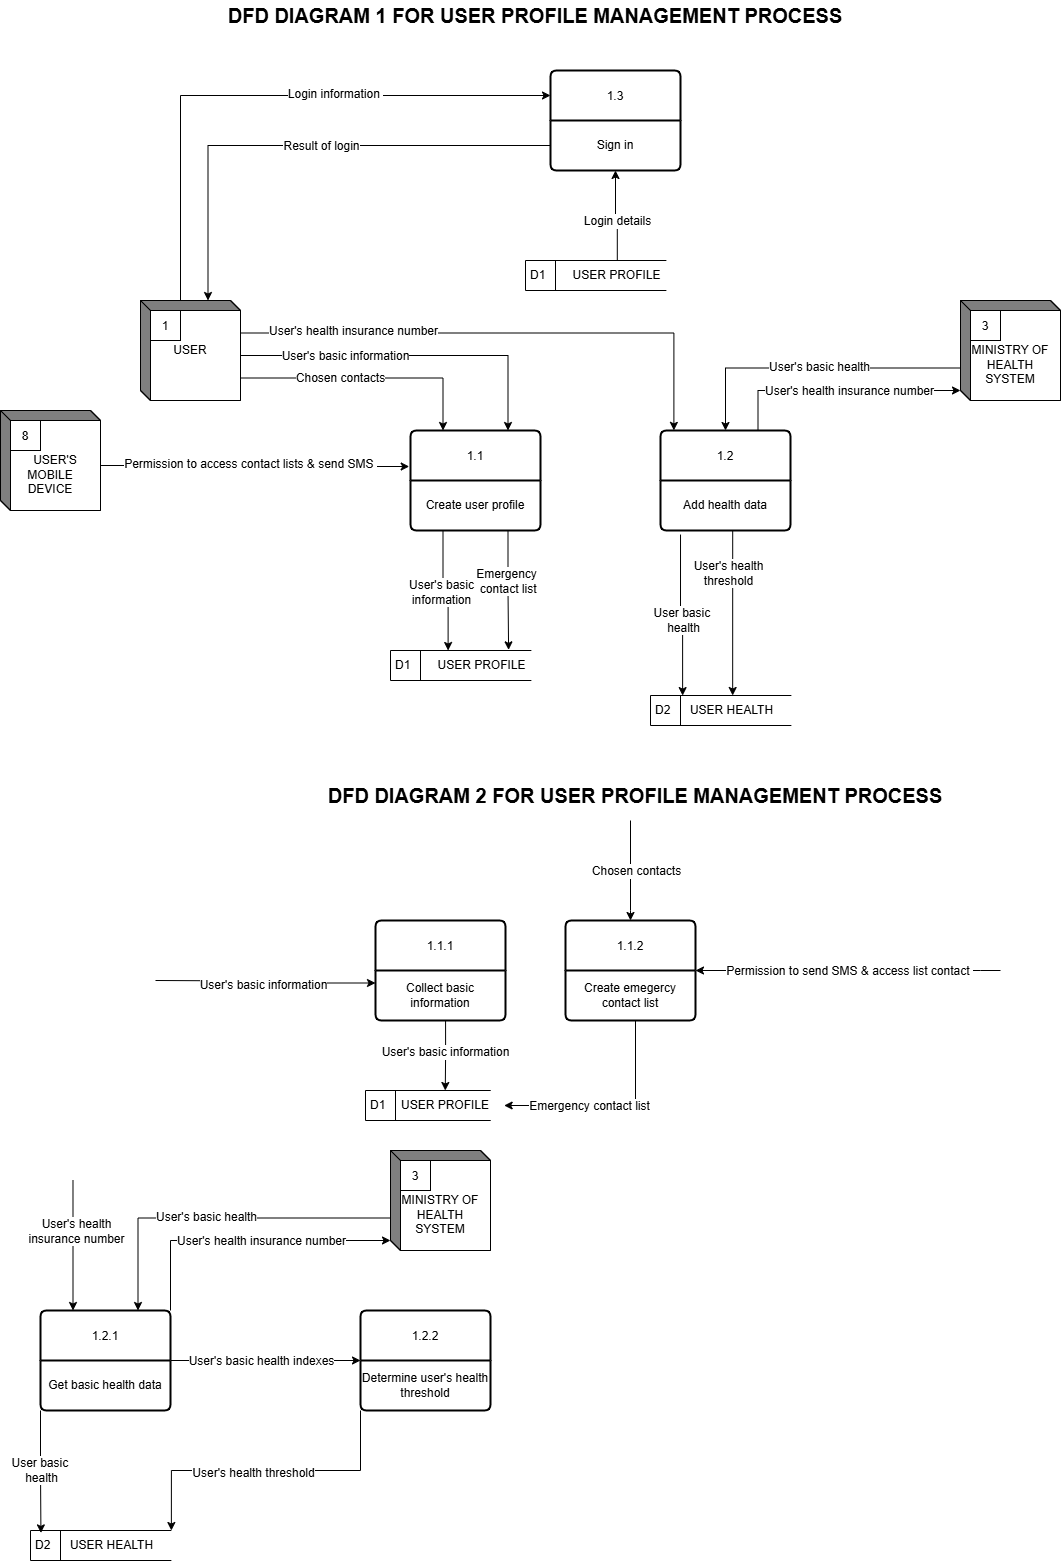 DFD DIAGRAM 1 FOR USER PROFILE MANAGEMENT PROCESS
Login information
1.3
Result of login
Sign in
Login details
D1
USER PROFILE
1
USER
User's health insurance number
User's basic information
Chosen contacts
3
MINISTRY OF
HEALTH
SYSTEM
User's basic health
User's health insurance number
8
USER'S
MOBILE
DEVICE
Permission to access contact lists & send SMS
1.1
Create user profile
1.2
Add health data
User's basic
information
Emergency
contact list
User's health
threshold
User basic
health
D1
USER PROFILE
D2
USER HEALTH
DFD DIAGRAM 2 FOR USER PROFILE MANAGEMENT PROCESS
Chosen contacts
1.1.1
1.1.2
User's basic information
Collect basic
information
Create emegercy
contact list
Permission to send SMS & access list contact
User's basic information
D1
USER PROFILE
Emergency contact list
3
MINISTRY OF
HEALTH
SYSTEM
User's health
insurance number
User's basic health
User's health insurance number
1.2.1
1.2.2
User's basic health indexes
Get basic health data
Determine user's health
threshold
User basic
health
User's health threshold
D2
USER HEALTH